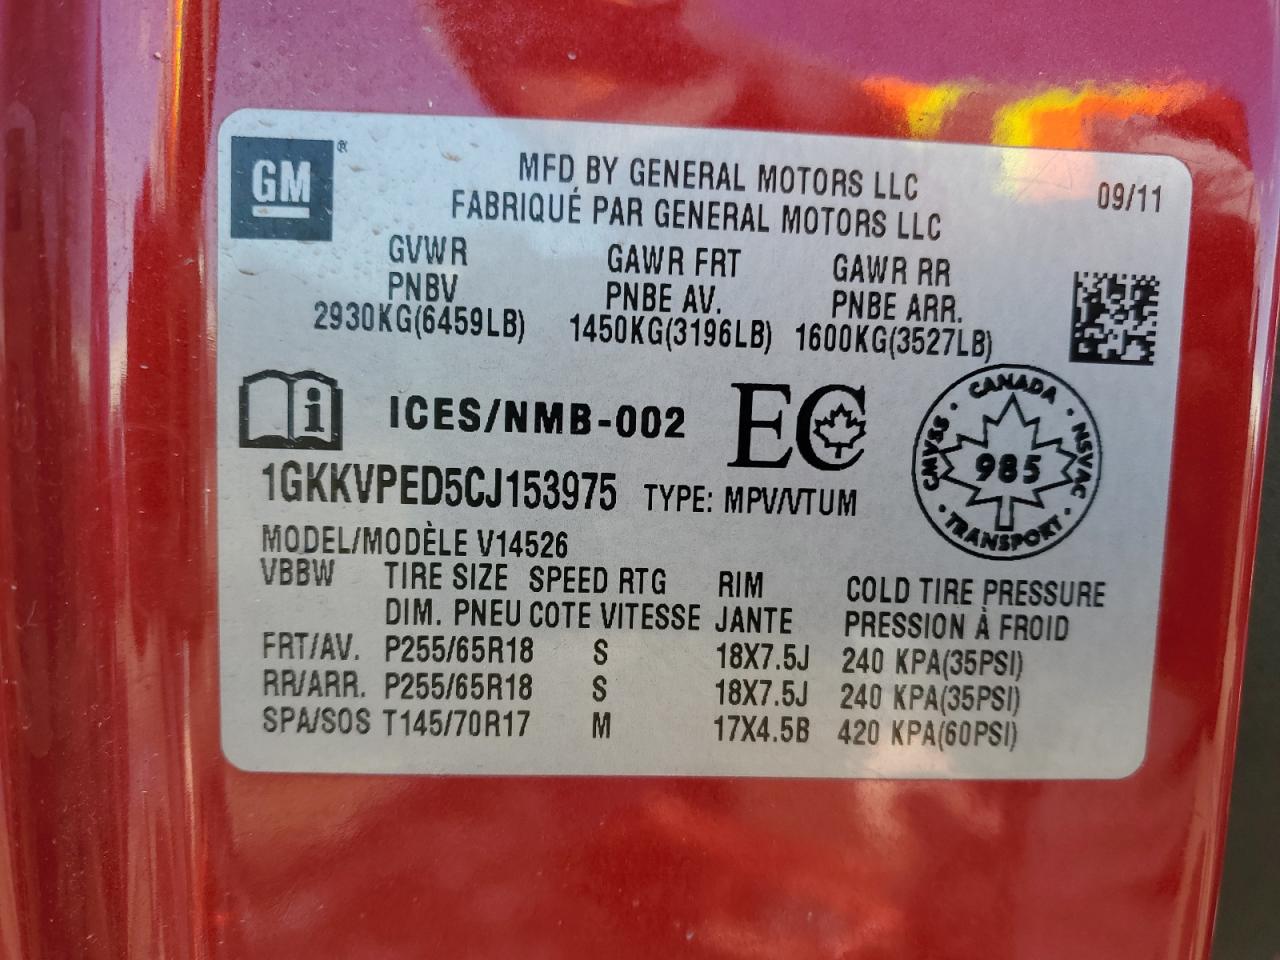 GM ®
MFD BY GENERAL MOTORS LLC
09/11
FABRIQUÉ PAR GENERAL MOTORS LLC
GVWR GAWR FRT GAWR RR
PNBV PNBE AV. PNBE ARR.
2930KG(6459LB) 1450KG(3196LB) 1600KG(3527LB)
i ICES/NMB-002 EC
CANADA · NSVAC · TRANSPORT · CMVSS ·
985
1GKKVPED5CJ153975 TYPE: MPV/VTUM
MODEL/MODÈLE V14526
VBBW TIRE SIZE SPEED RTG RIM COLD TIRE PRESSURE
DIM. PNEU COTE VITESSE JANTE PRESSION À FROID
FRT/AV. P255/65R18 S 18X7.5J 240 KPA(35PSI)
RR/ARR. P255/65R18 S 18X7.5J 240 KPA(35PSI)
SPA/SOS T145/70R17 M 17X4.5B 420 KPA(60PSI)